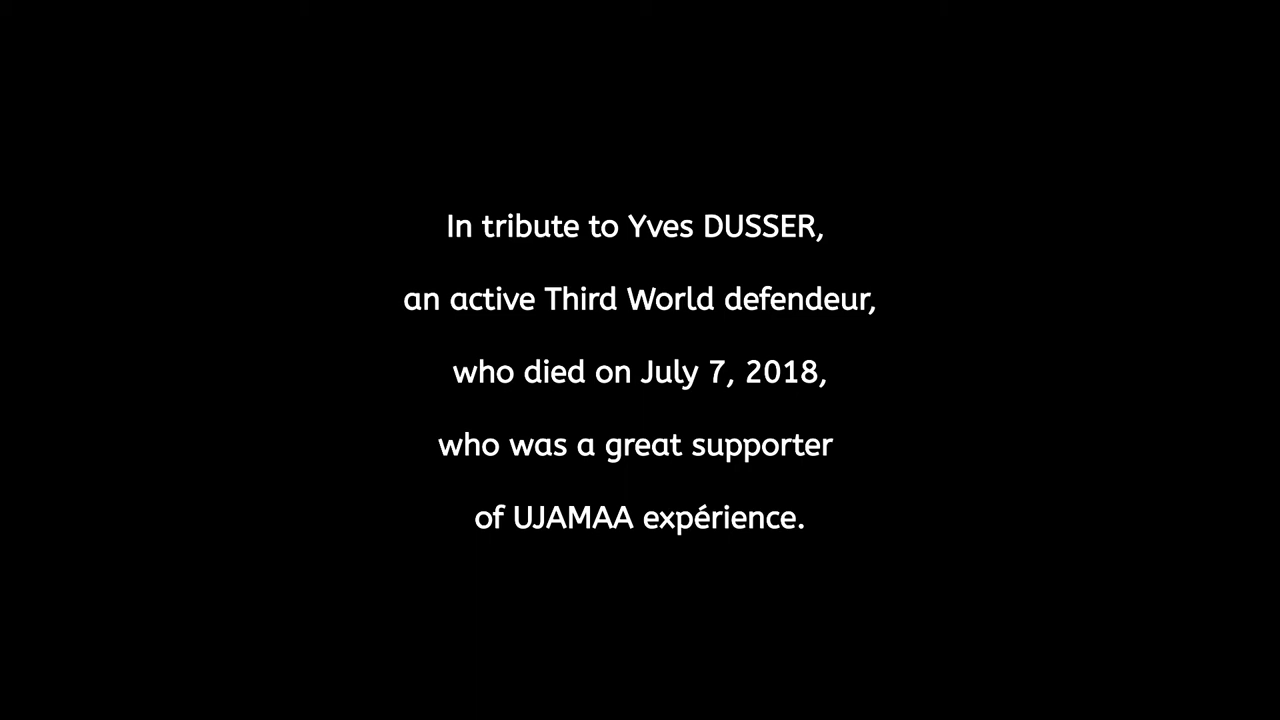 In tribute to Yves DUSSER,
an active Third World defendeur,
who died on July 7, 2018,
who was a great supporter
of UJAMAA expérience.